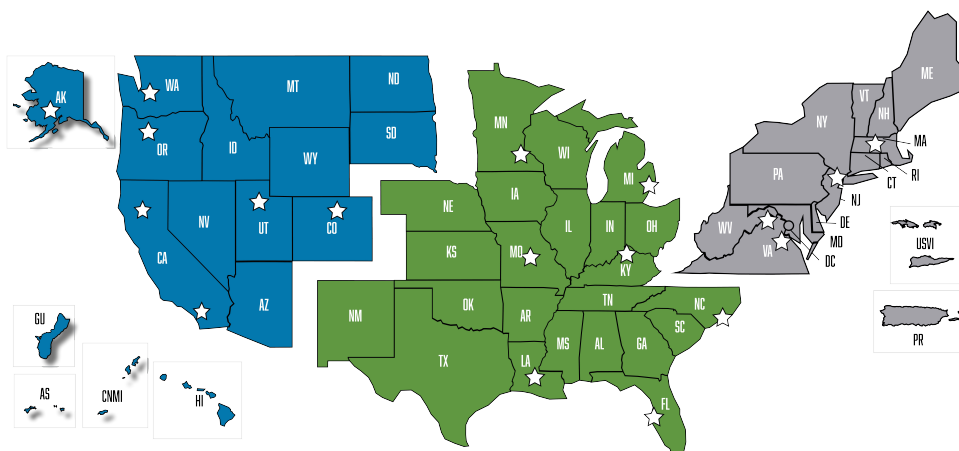 AK
WA
MT
ND
OR
ID
SD
WY
NV
UT
CO
CA
AZ
GU
AS
CNMI
HI
MN
WI
MI
IA
NE
IL
IN
OH
KS
MO
KY
NM
OK
AR
TN
NC
TX
LA
MS
AL
GA
SC
FL
ME
VT
NH
NY
MA
PA
CT
RI
NJ
WV
DE
VA
MD
DC
USVI
PR